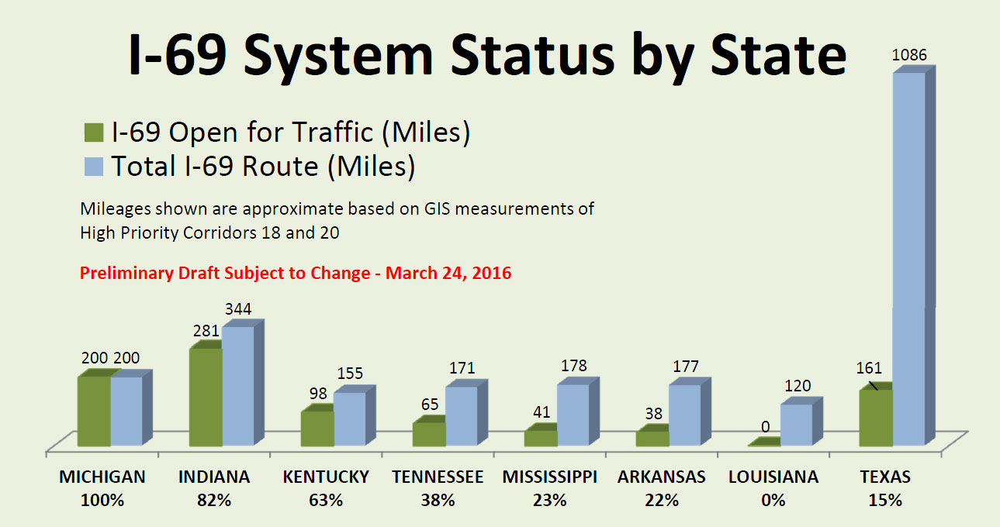 I-69 System Status by State
I-69 Open for Traffic (Miles)
Total I-69 Route (Miles)
Mileages shown are approximate based on GIS measurements of
High Priority Corridors 18 and 20
Preliminary Draft Subject to Change - March 24, 2016
200 200 281 344 98 155 65 171 41 178 38 177 0 120 161 1086
MICHIGAN INDIANA KENTUCKY TENNESSEE MISSISSIPPI ARKANSAS LOUISIANA TEXAS
100% 82% 63% 38% 23% 22% 0% 15%